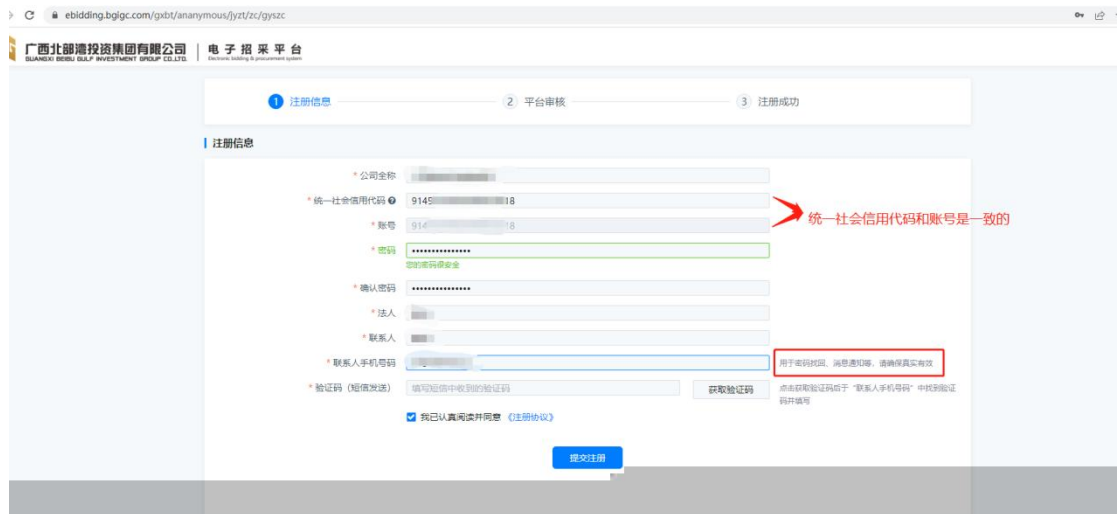 ebidding.bgigc.com/gxbt/ananymous/jyzt/zc/gyszc
广西北部湾投资集团有限公司
GUANGXI BEIBU GULF INVESTMENT GROUP CO.,LTD.
电子招采平台
Electronic bidding & procurement system
1 注册信息 2 平台审核 3 注册成功
注册信息
* 公司全称
* 统一社会信用代码 9145 18
统一社会信用代码和账号是一致的
* 账号 914 8
* 密码 •••••••••••••••
您的密码很安全
* 确认密码 •••••••••••••••
* 法人
* 联系人
* 联系人手机号码 用于密码找回、消息通知等，请确保真实有效
* 验证码（短信发送） 填写短信中收到的验证码 获取验证码 点击获取验证码后于“联系人手机号码”中找到验证
码并填写
我已认真阅读并同意 《注册协议》
提交注册